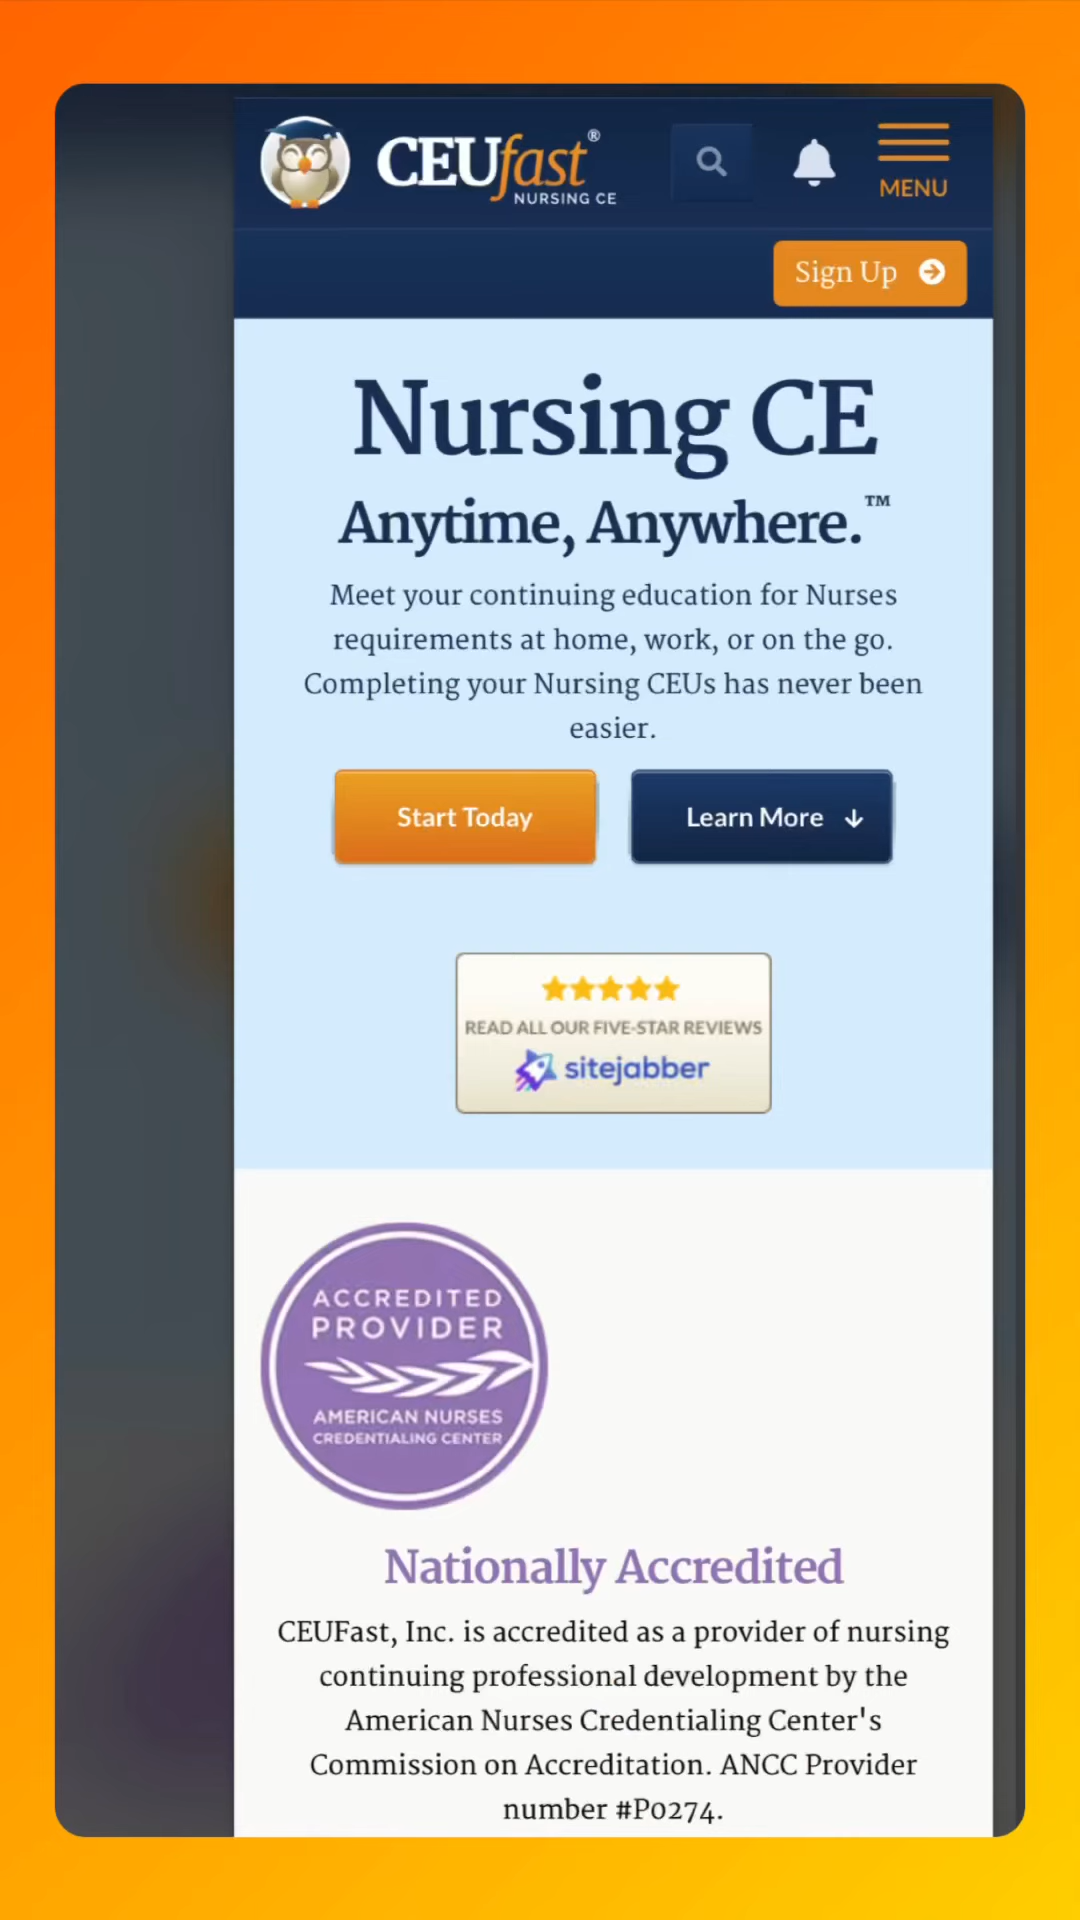 CEUfast®
NURSING CE
MENU
Sign Up
Nursing CE
Anytime, Anywhere.™
Meet your continuing education for Nurses
requirements at home, work, or on the go.
Completing your Nursing CEUs has never been
easier.
Start Today
Learn More
READ ALL OUR FIVE-STAR REVIEWS
sitejabber
ACCREDITED
PROVIDER
AMERICAN NURSES
CREDENTIALING CENTER
Nationally Accredited
CEUFast, Inc. is accredited as a provider of nursing
continuing professional development by the
American Nurses Credentialing Center's
Commission on Accreditation. ANCC Provider
number #P0274.